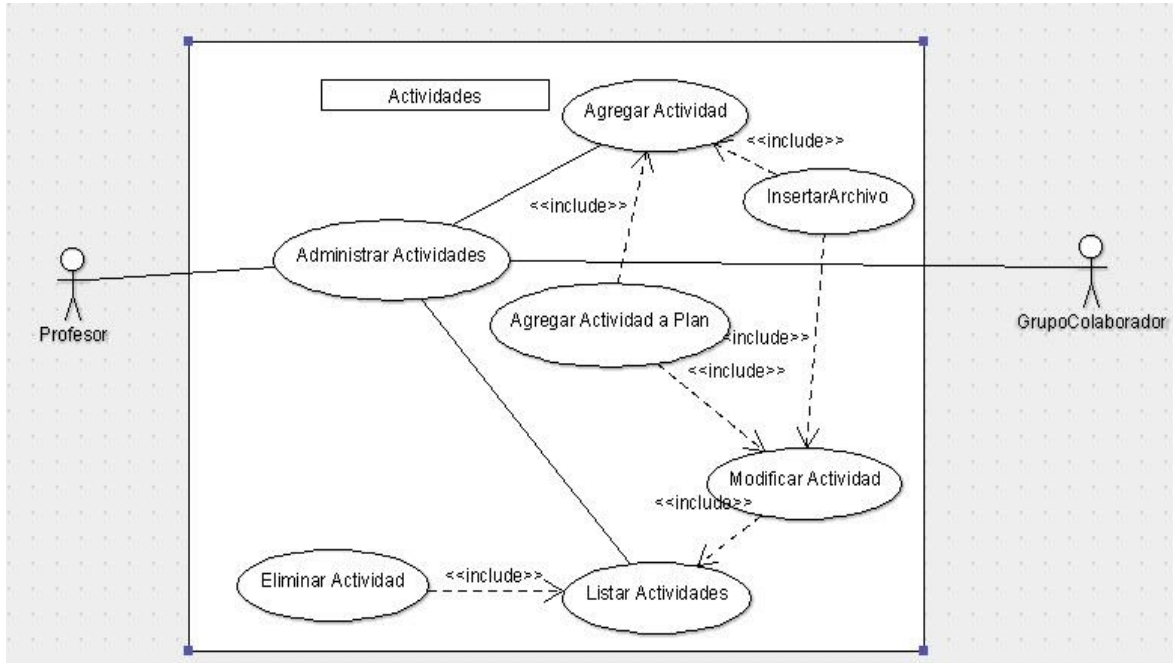 Actividades
Agregar Actividad
<<include>>
InsertarArchivo
<<include>>
Administrar Actividades
Profesor
GrupoColaborador
Agregar Actividad a Plan
<<include>>
<<include>>
Modificar Actividad
<<include>>
Eliminar Actividad
<<include>>
Listar Actividades